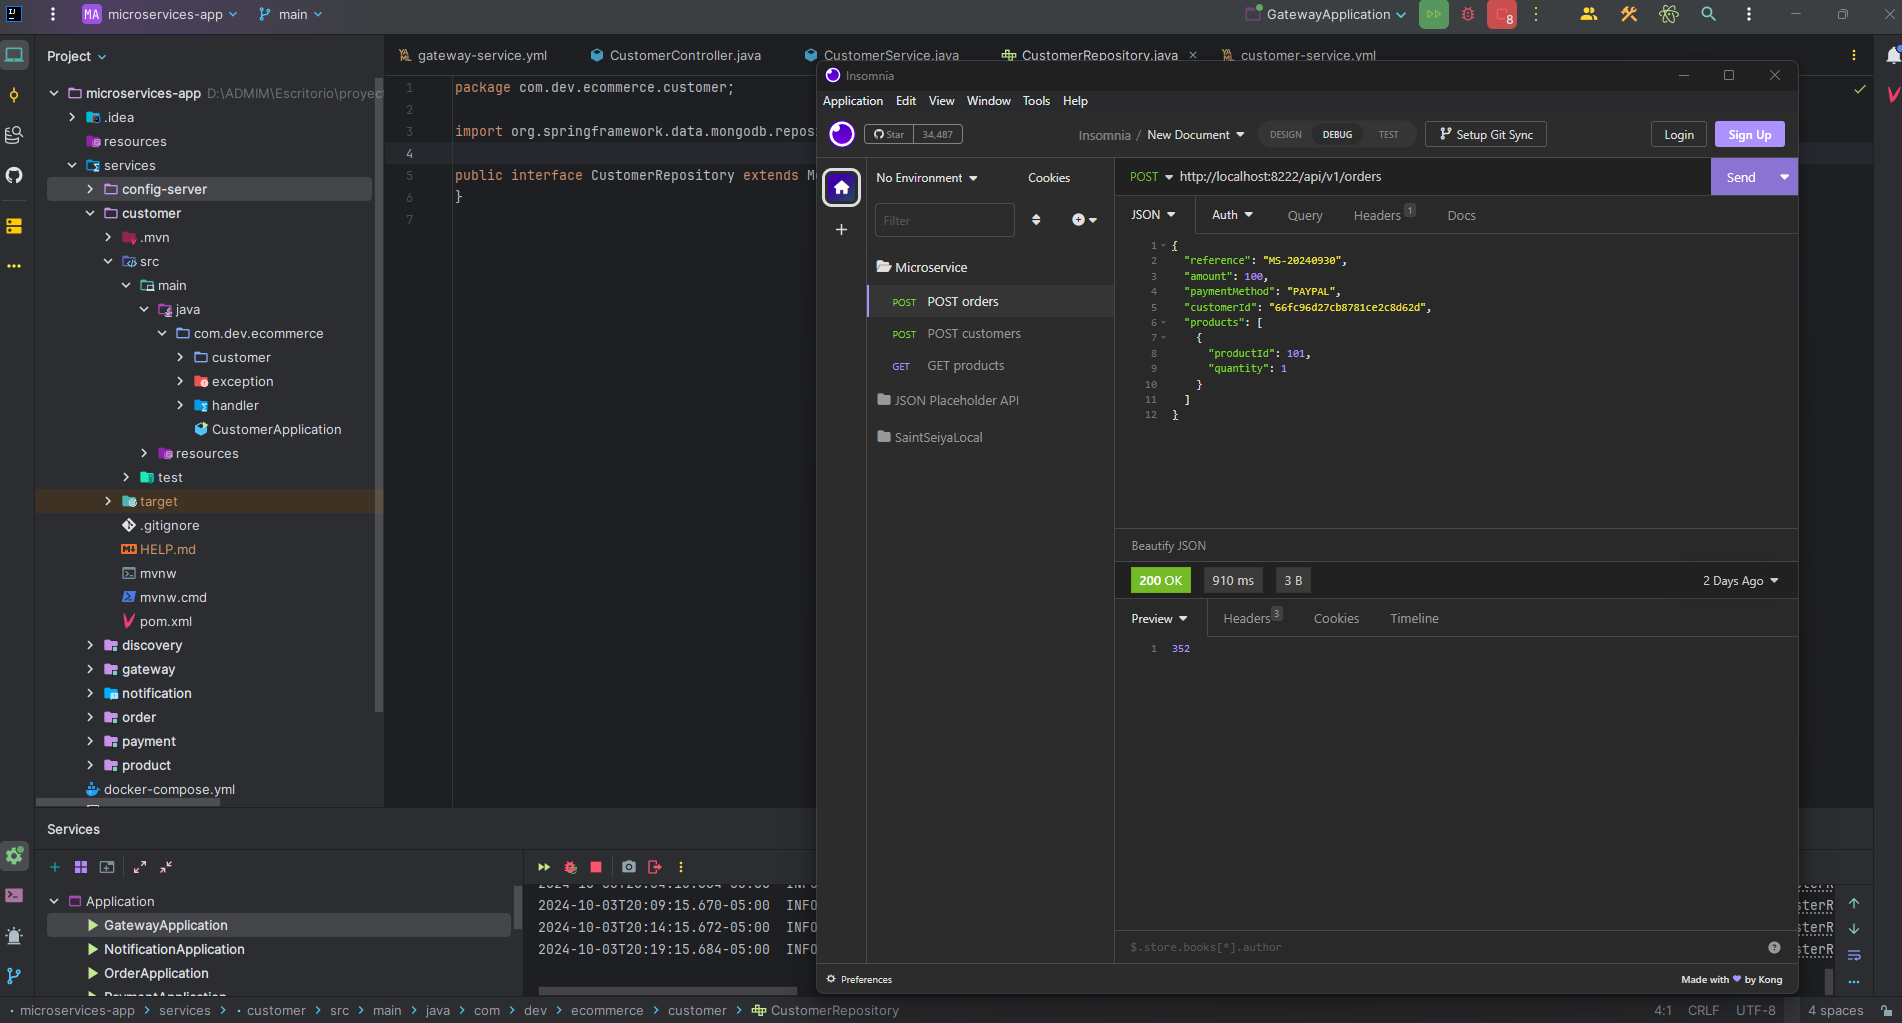 microservices-app
main
GatewayApplication
8
Project
gateway-service.yml
CustomerController.java
CustomerService.java
CustomerRepository.java
customer-service.yml
microservices-app D:\ADMIM\Escritorio\proyec
.idea
resources
services
config-server
customer
.mvn
src
main
java
com.dev.ecommerce
customer
exception
handler
CustomerApplication
resources
test
target
.gitignore
HELP.md
mvnw
mvnw.cmd
pom.xml
discovery
gateway
notification
order
payment
product
docker-compose.yml
1 package com.dev.ecommerce.customer;
2
3 import org.springframework.data.mongodb.reposi
4
5 public interface CustomerRepository extends M
6 }
7
Insomnia
Application Edit View Window Tools Help
Star 34,487
Insomnia / New Document
DESIGN DEBUG TEST
Setup Git Sync
Login
Sign Up
No Environment
Cookies
Filter
Microservice
POST POST orders
POST POST customers
GET GET products
JSON Placeholder API
SaintSeiyaLocal
POST http://localhost:8222/api/v1/orders
Send
JSON Auth Query Headers 1 Docs
1 {
2 "reference": "MS-20240930",
3 "amount": 100,
4 "paymentMethod": "PAYPAL",
5 "customerId": "66fc96d27cb8781ce2c8d62d",
6 "products": [
7 {
8 "productId": 101,
9 "quantity": 1
10 }
11 ]
12 }
Beautify JSON
200 OK 910 ms 3 B
2 Days Ago
Preview Headers 3 Cookies Timeline
1 352
$.store.books[*].author
Preferences
Made with by Kong
Services
Application
GatewayApplication
NotificationApplication
OrderApplication
PaymentApplication
2024-10-03T20:09:15.670-05:00 INFO
2024-10-03T20:14:15.672-05:00 INFO
2024-10-03T20:19:15.684-05:00 INFO
sterR
sterR
sterR
microservices-app > services > customer > src > main > java > com > dev > ecommerce > customer > CustomerRepository
4:1 CRLF UTF-8 4 spaces